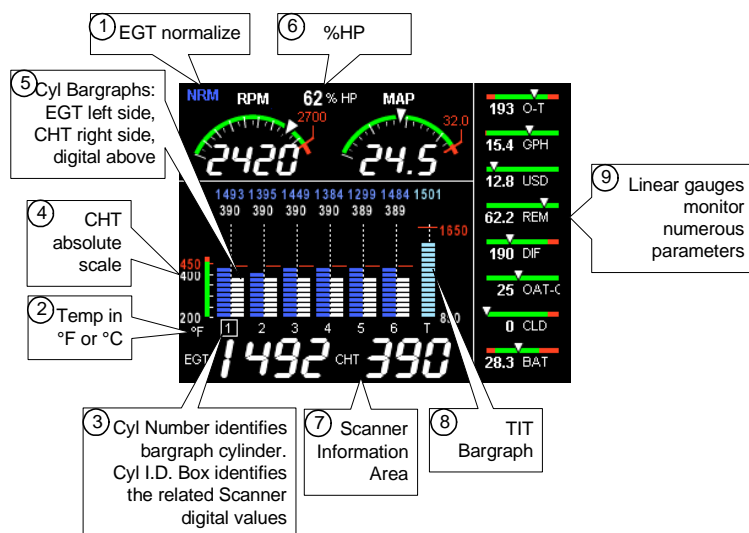 1 EGT normalize
6 %HP
5 Cyl Bargraphs:
EGT left side,
CHT right side,
digital above
4 CHT
absolute
scale
2 Temp in
°F or °C
NRM RPM 62 % HP MAP
2700 32.0
2420 24.5
1493 1395 1449 1384 1299 1484 1501
390 390 390 390 389 389
1650
450
400
200
°F 1 2 3 4 5 6 T
EGT 1492 CHT 390
193 O-T
15.4 GPH
12.8 USD
62.2 REM
190 DIF
25 OAT-C
0 CLD
28.3 BAT
9 Linear gauges
monitor
numerous
parameters
3 Cyl Number identifies
bargraph cylinder.
Cyl I.D. Box identifies
the related Scanner
digital values
7 Scanner
Information
Area
8 TIT
Bargraph